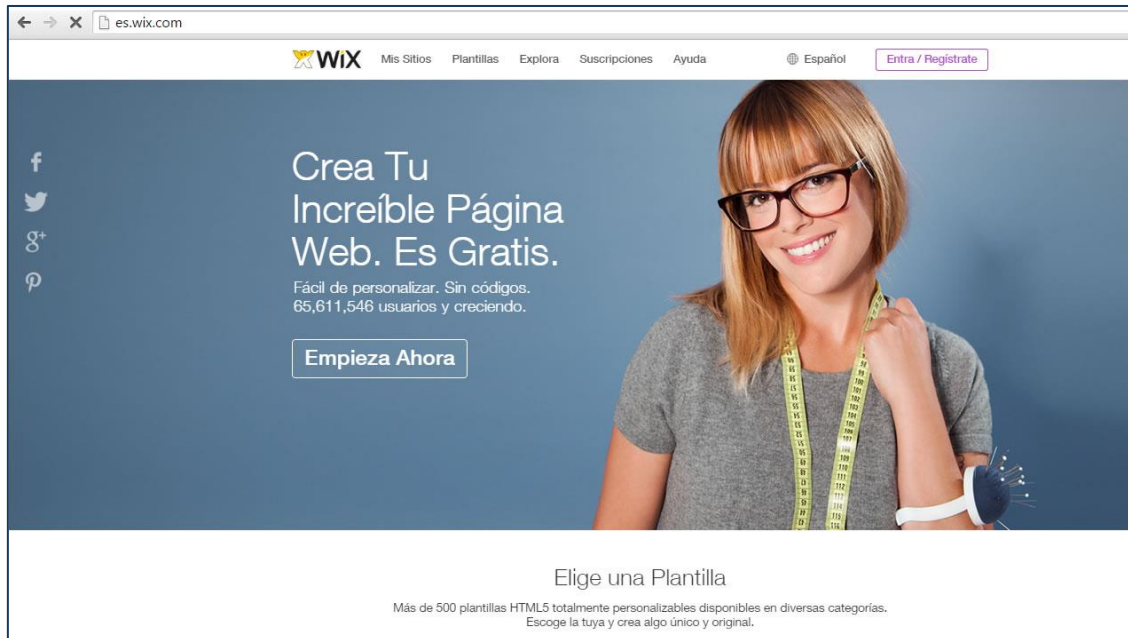 es.wix.com
WiX Mis Sitios Plantillas Explora Suscripciones Ayuda Español Entra / Regístrate
Crea Tu
Increíble Página
Web. Es Gratis.
Fácil de personalizar. Sin códigos.
65,611,546 usuarios y creciendo.
Empieza Ahora
Elige una Plantilla
Más de 500 plantillas HTML5 totalmente personalizables disponibles en diversas categorías.
Escoge la tuya y crea algo único y original.